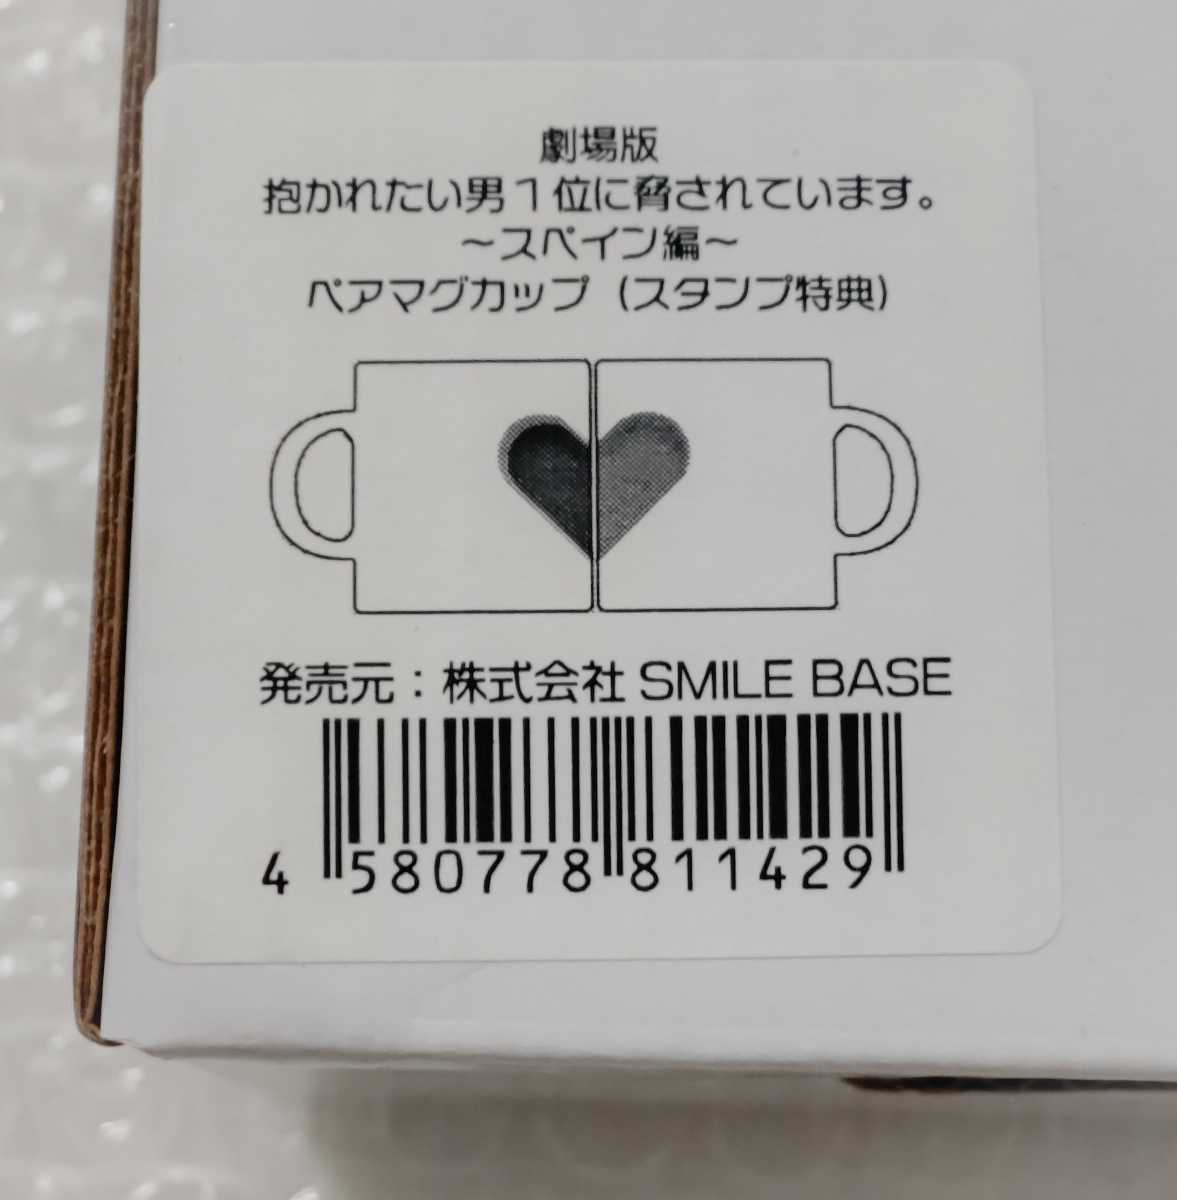 劇場版
抱かれたい男１位に脅されています。
～スペイン編～
ペアマグカップ（スタンプ特典）
発売元：株式会社 SMILE BASE
4 580778 811429